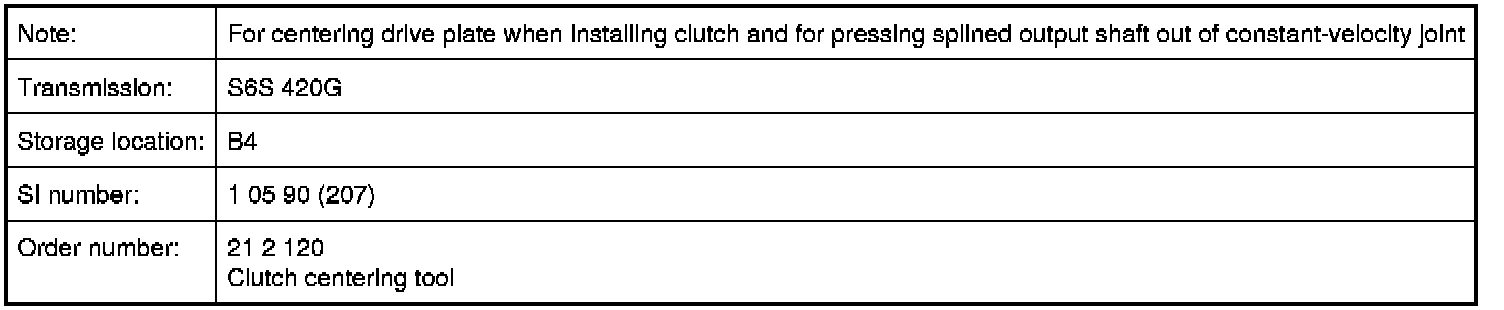 Note: For centering drive plate when installing clutch and for pressing splined output shaft out of constant-velocity joint
Transmission: S6S 420G
Storage location: B4
SI number: 1 05 90 (207)
Order number: 21 2 120
Clutch centering tool